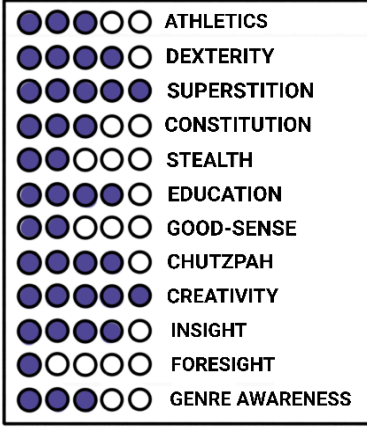 ATHLETICS
DEXTERITY
SUPERSTITION
CONSTITUTION
STEALTH
EDUCATION
GOOD-SENSE
CHUTZPAH
CREATIVITY
INSIGHT
FORESIGHT
GENRE AWARENESS